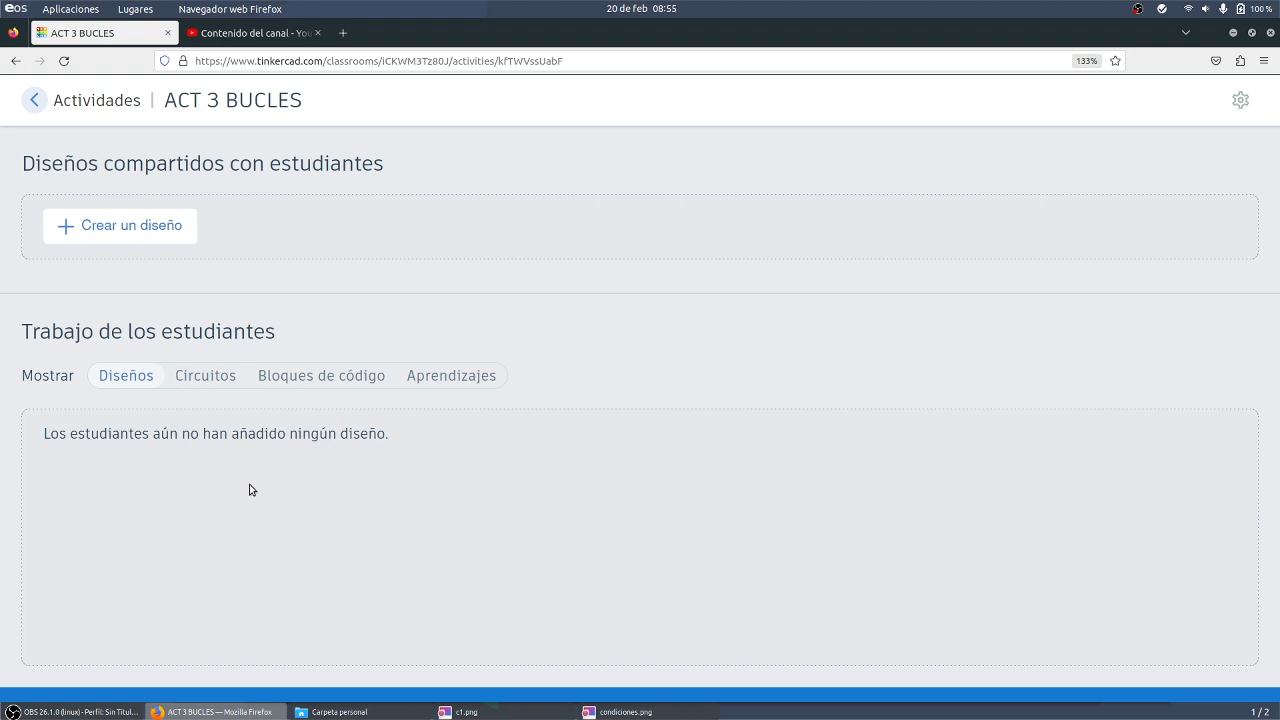 eOS Aplicaciones Lugares Navegador web Firefox 20 de feb 08:55 100 %
ACT 3 BUCLES Contenido del canal - You
https://www.tinkercad.com/classrooms/iCKWM3Tz80J/activities/kfTWVssUabF 133%
Actividades | ACT 3 BUCLES
Diseños compartidos con estudiantes
+ Crear un diseño
Trabajo de los estudiantes
Mostrar Diseños Circuitos Bloques de código Aprendizajes
Los estudiantes aún no han añadido ningún diseño.
OBS 26.1.0 (linux) - Perfil: Sin Titul... ACT 3 BUCLES — Mozilla Firefox Carpeta personal c1.png condiciones.png 1 / 2